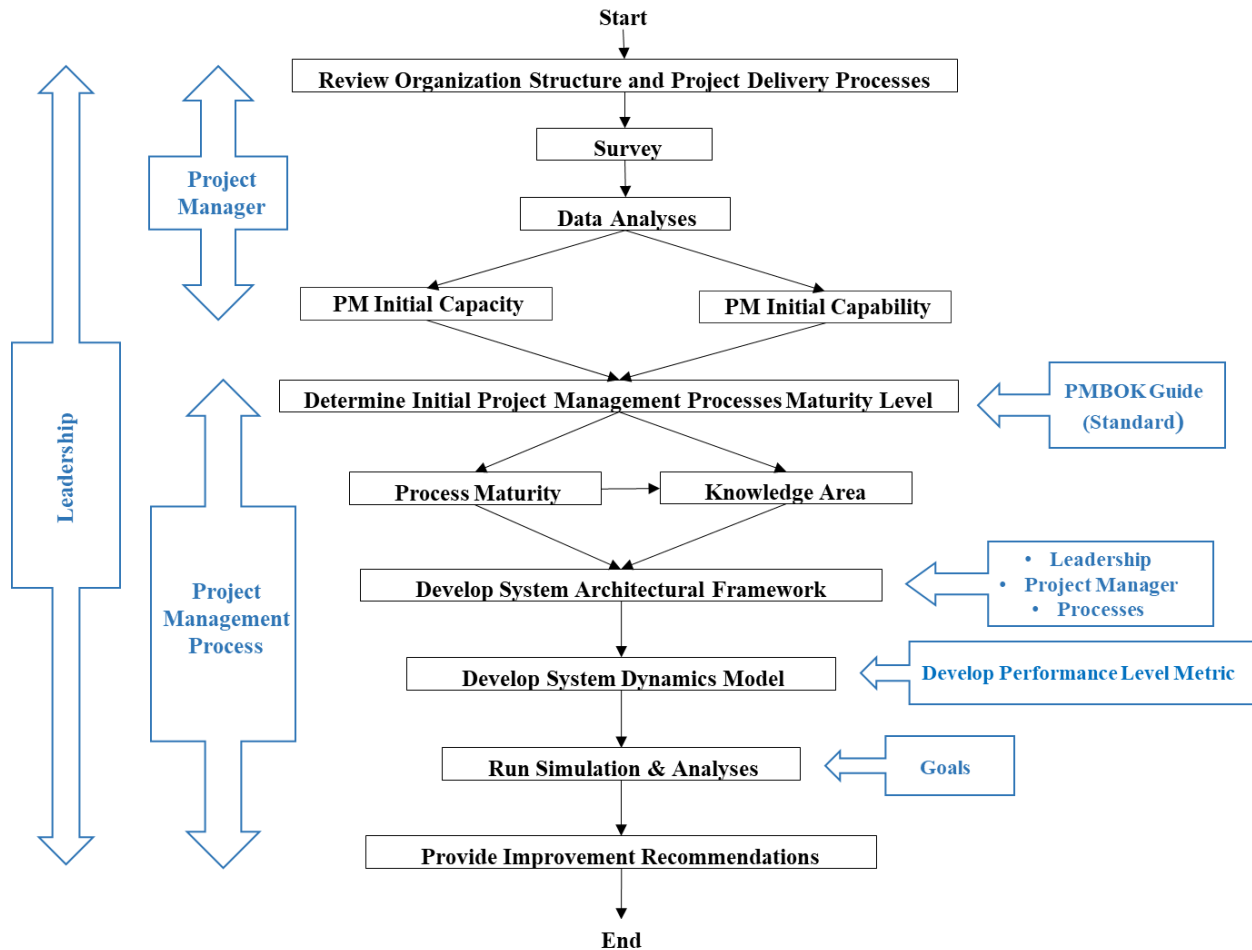 Start
Review Organization Structure and Project Delivery Processes
Survey
Project
Manager
Data Analyses
PM Initial Capacity
PM Initial Capability
Determine Initial Project Management Processes Maturity Level
PMBOK Guide
(Standard)
Leadership
Process Maturity
Knowledge Area
• Leadership
• Project Manager
• Processes
Develop System Architectural Framework
Project
Management
Process
Develop System Dynamics Model
Develop Performance Level Metric
Run Simulation & Analyses
Goals
Provide Improvement Recommendations
End